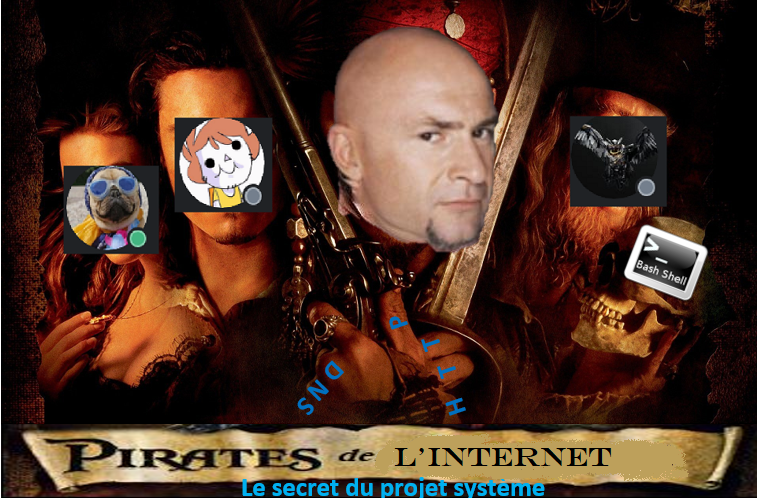 >_
Bash Shell
DNS
HTTP
PIRATES de L'INTERNET
Le secret du projet système